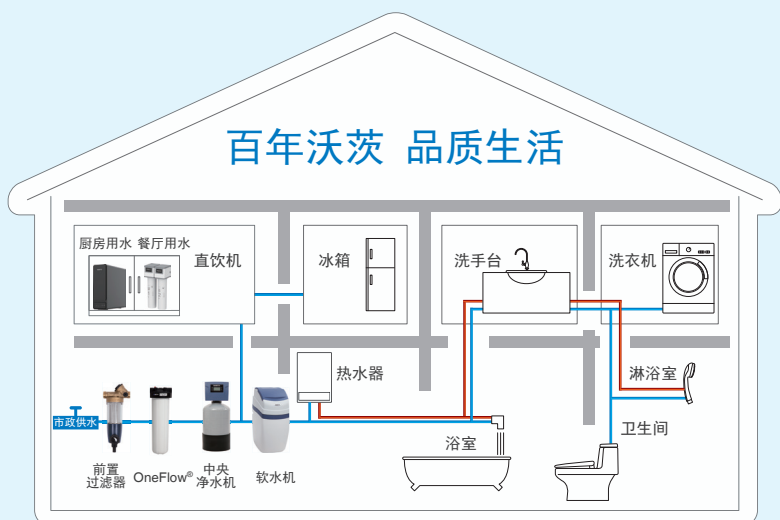 百年沃茨 品质生活
厨房用水 餐厅用水
直饮机
冰箱
洗手台
洗衣机
热水器
淋浴室
市政供水
浴室
卫生间
前置
过滤器
OneFlow®
中央
净水机
软水机